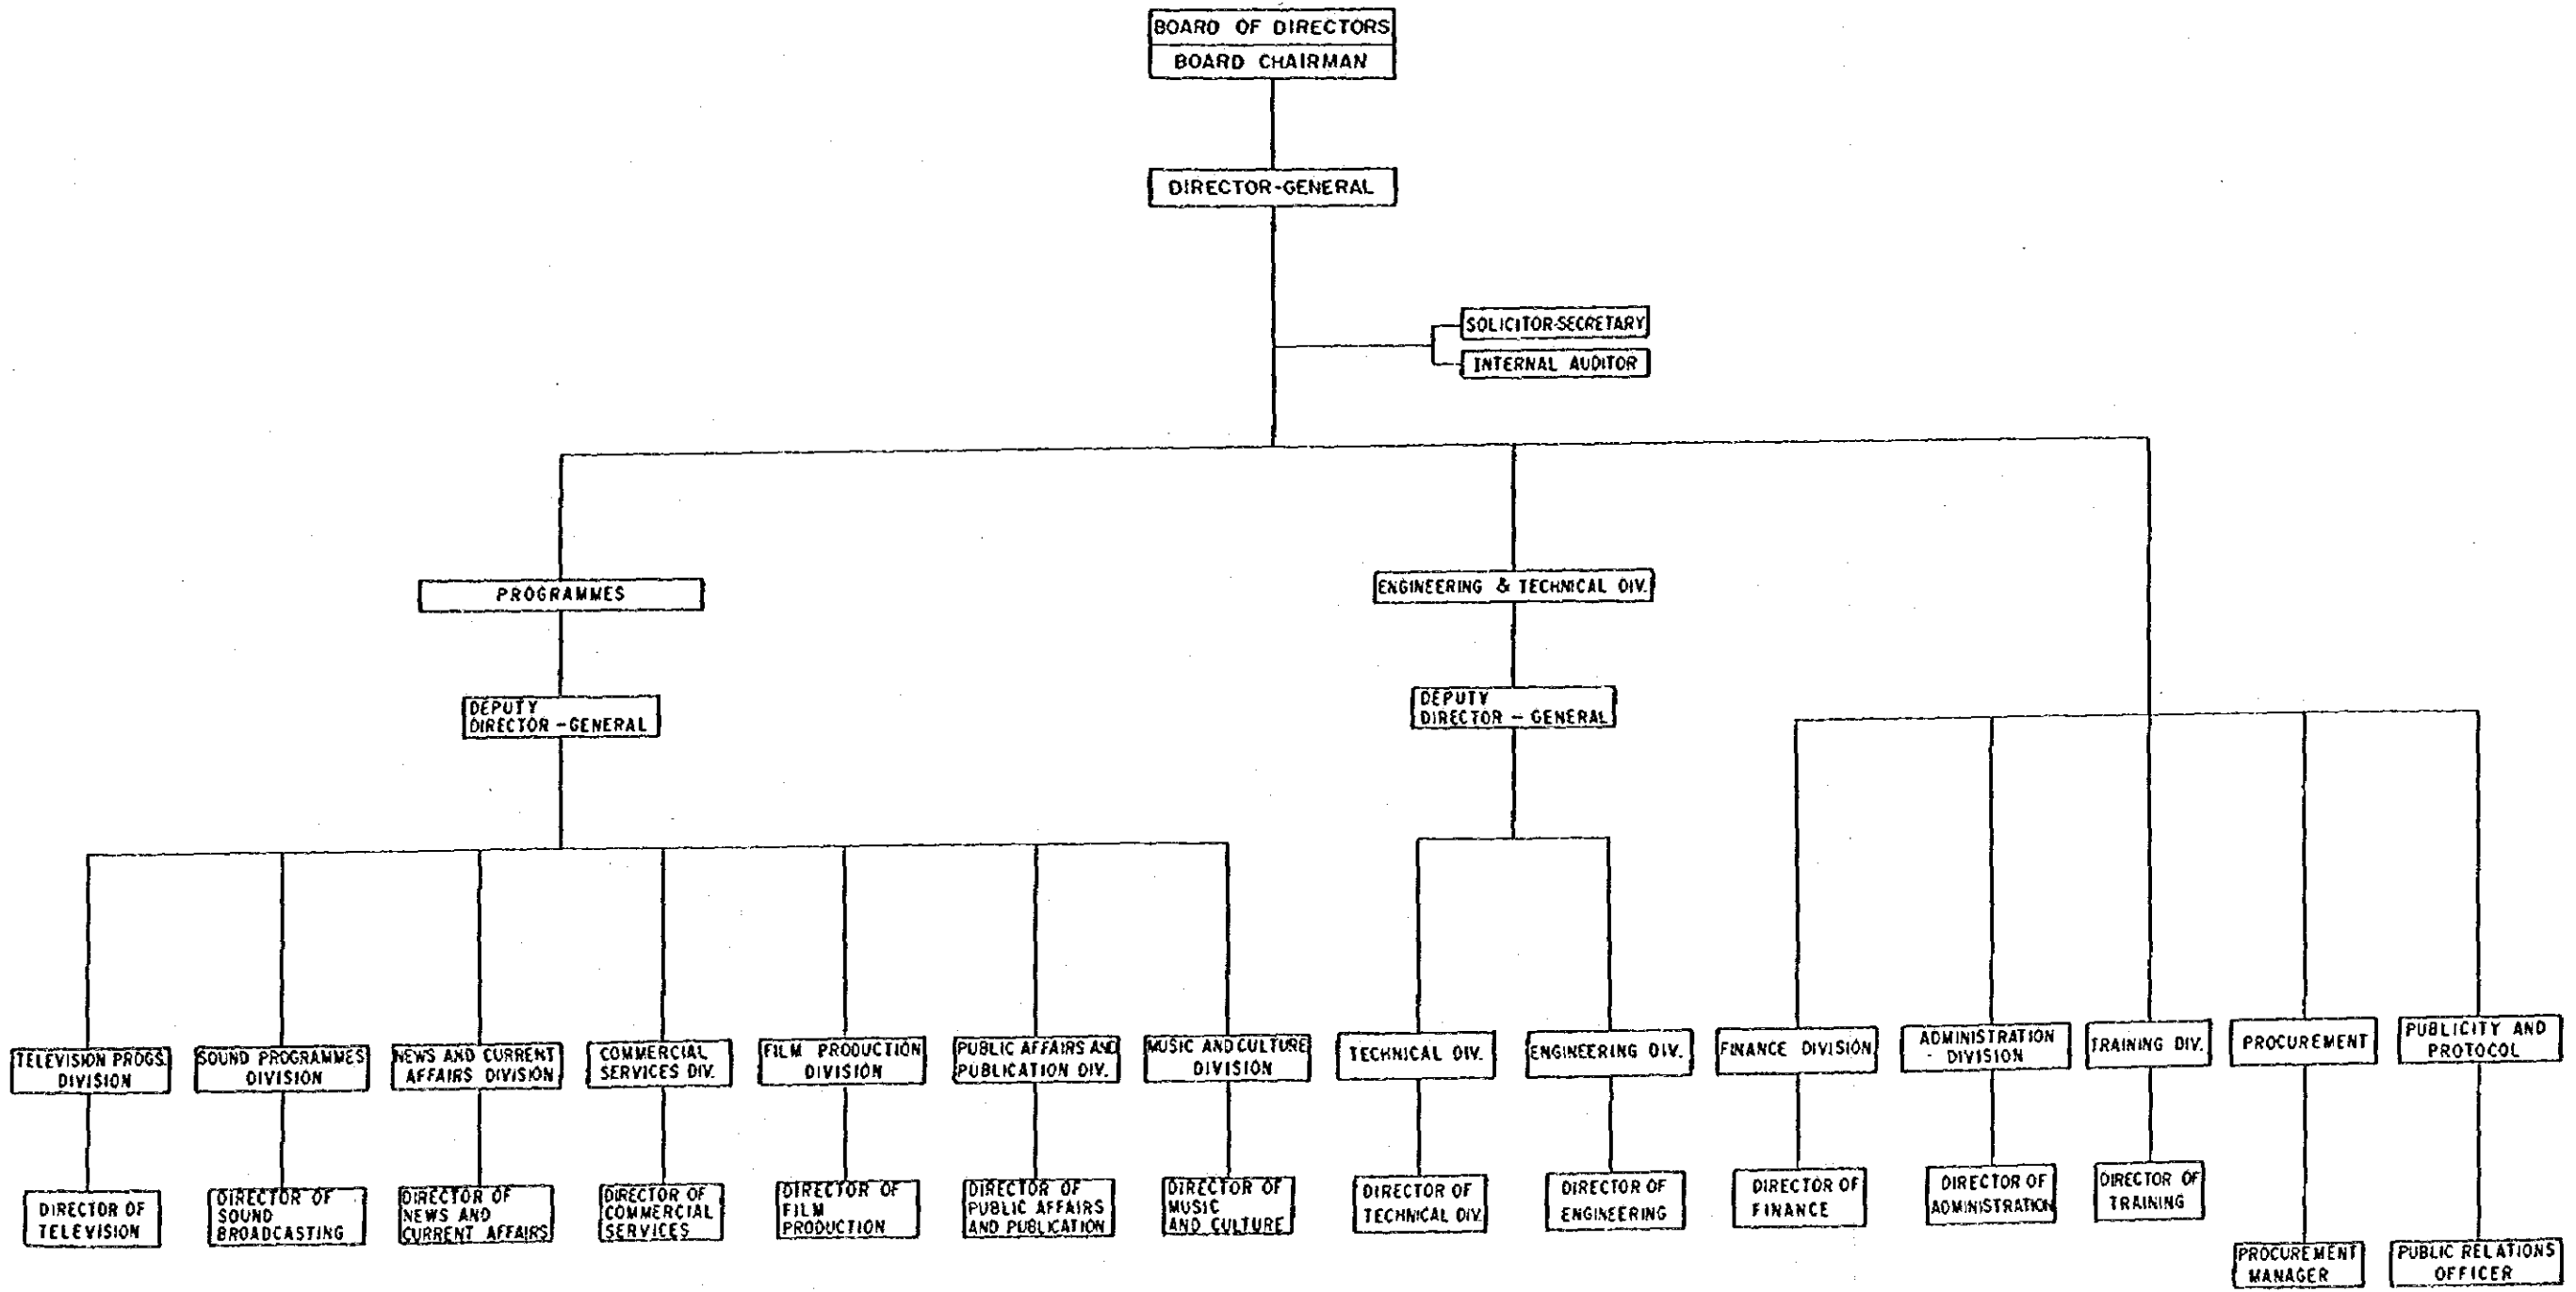 BOARD OF DIRECTORS
BOARD CHAIRMAN
DIRECTOR-GENERAL
SOLICITOR-SECRETARY
INTERNAL AUDITOR
PROGRAMMES
ENGINEERING & TECHNICAL DIV.
DEPUTY
DIRECTOR - GENERAL
DEPUTY
DIRECTOR - GENERAL
TELEVISION PROGS.
DIVISION
SOUND PROGRAMMES
DIVISION
NEWS AND CURRENT
AFFAIRS DIVISION
COMMERCIAL
SERVICES DIV.
FILM PRODUCTION
DIVISION
PUBLIC AFFAIRS AND
PUBLICATION DIV.
MUSIC AND CULTURE
DIVISION
TECHNICAL DIV.
ENGINEERING DIV.
FINANCE DIVISION
ADMINISTRATION
DIVISION
TRAINING DIV.
PROCUREMENT
PUBLICITY AND
PROTOCOL
DIRECTOR OF
TELEVISION
DIRECTOR OF
SOUND
BROADCASTING
DIRECTOR OF
NEWS AND
CURRENT AFFAIRS
DIRECTOR OF
COMMERCIAL
SERVICES
DIRECTOR OF
FILM
PRODUCTION
DIRECTOR OF
PUBLIC AFFAIRS
AND PUBLICATION
DIRECTOR OF
MUSIC
AND CULTURE
DIRECTOR OF
TECHNICAL DIV.
DIRECTOR OF
ENGINEERING
DIRECTOR OF
FINANCE
DIRECTOR OF
ADMINISTRATION
DIRECTOR OF
TRAINING
PROCUREMENT
MANAGER
PUBLIC RELATIONS
OFFICER